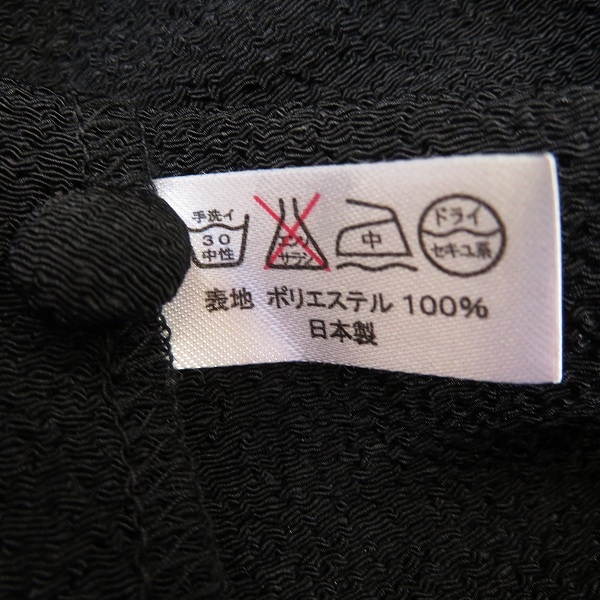 手洗イ
30
中性
エンソ
サラシ
中
ドライ
セキユ系
表地 ポリエステル 100%
日本製